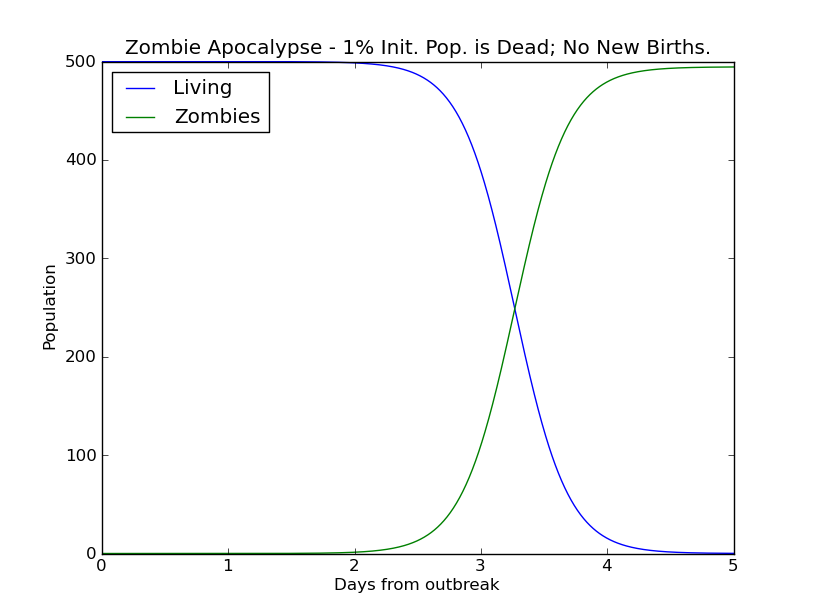 Zombie Apocalypse - 1% Init. Pop. is Dead; No New Births.
500
Living
Zombies
400
300
Population
200
100
0
0 1 2 3 4 5
Days from outbreak